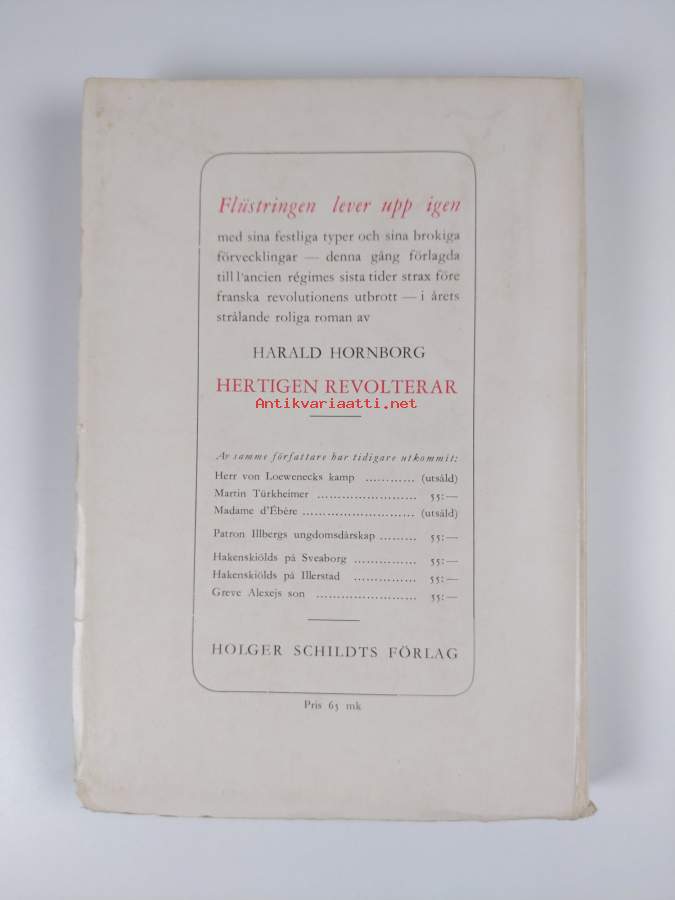 Flüstringen lever upp igen
med sina festliga typer och sina brokiga
förvecklingar — denna gång förlagda
till l'ancien régimes sista tider strax före
franska revolutionens utbrott — i årets
strålande roliga roman av
HARALD HORNBORG
HERTIGEN REVOLTERAR
Antikvariaatti.net
Av samme författare har tidigare utkommit:
Herr von Loewenecks kamp ............ (utsåld)
Martin Türkheimer ........................ 55:—
Madame d'Ébère ........................... (utsåld)
Patron Illbergs ungdomsdårskap ......... 55:—
Hakenskiölds på Sveaborg ............... 55:—
Hakenskiölds på Illerstad ............... 55:—
Greve Alexejs son ........................ 55:—
HOLGER SCHILDTS FÖRLAG
Pris 65 mk